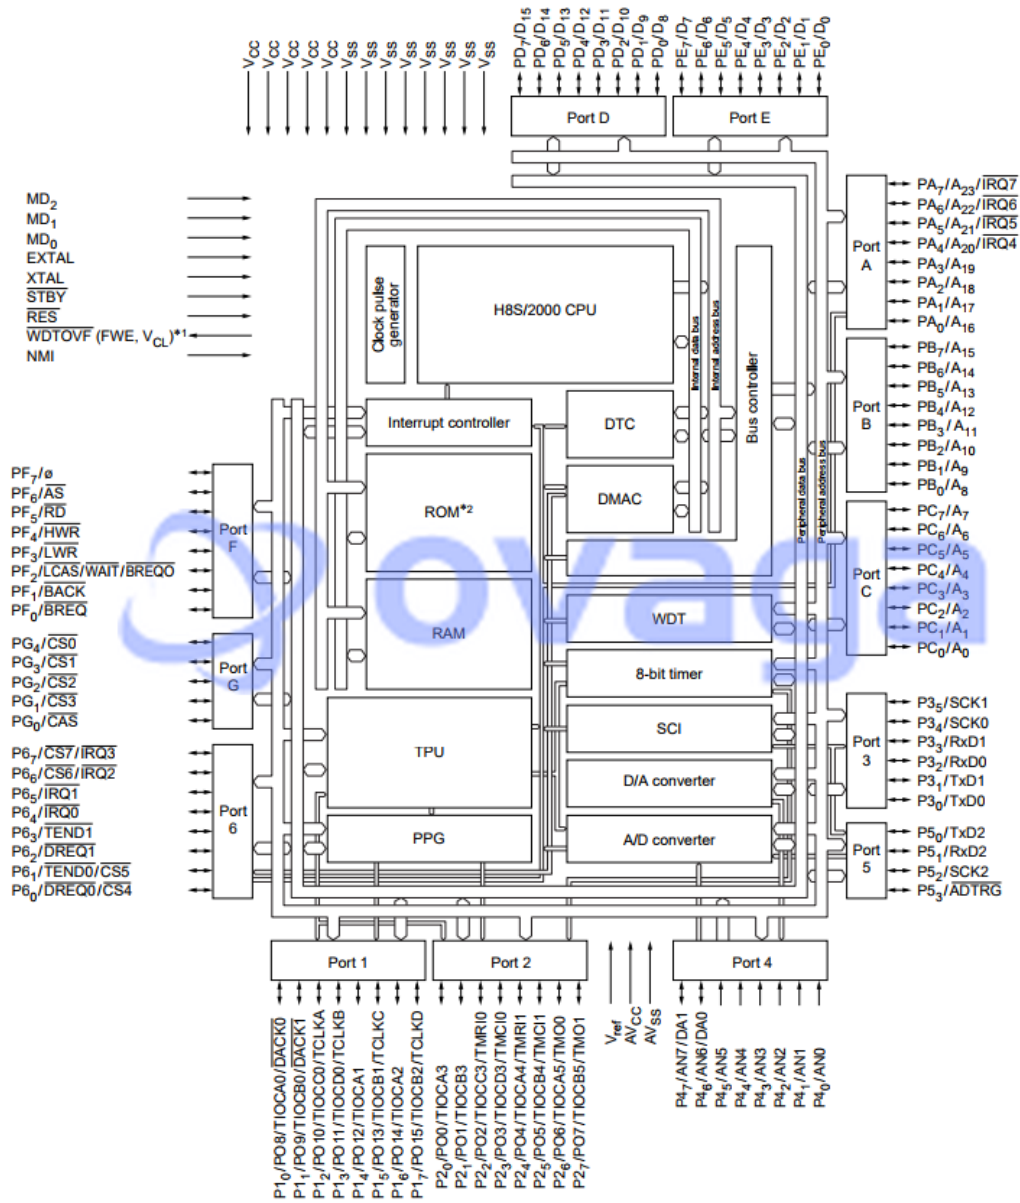 VCC VCC VCC VCC VCC VSS VSS VSS VSS VSS VSS VSS VSS
PD7/D15 PD6/D14 PD5/D13 PD4/D12 PD3/D11 PD2/D10 PD1/D9 PD0/D8
PE7/D7 PE6/D6 PE5/D5 PE4/D4 PE3/D3 PE2/D2 PE1/D1 PE0/D0
Port D
Port E
MD2
MD1
MD0
EXTAL
XTAL
STBY
RES
WDTOVF (FWE, VCL)*1
NMI
PA7/A23/IRQ7
PA6/A22/IRQ6
PA5/A21/IRQ5
PA4/A20/IRQ4
PA3/A19
PA2/A18
PA1/A17
PA0/A16
Port
A
Clock pulse
generator
H8S/2000 CPU
Internal data bus
Internal address bus
Bus controller
Interrupt controller
DTC
PB7/A15
PB6/A14
PB5/A13
PB4/A12
PB3/A11
PB2/A10
PB1/A9
PB0/A8
Port
B
ROM*2
DMAC
Peripheral data bus
Peripheral address bus
PF7/ø
PF6/AS
PF5/RD
PF4/HWR
PF3/LWR
PF2/LCAS/WAIT/BREQO
PF1/BACK
PF0/BREQ
Port
F
PC7/A7
PC6/A6
PC5/A5
PC4/A4
PC3/A3
PC2/A2
PC1/A1
PC0/A0
Port
C
ovaga
RAM
WDT
8-bit timer
PG4/CS0
PG3/CS1
PG2/CS2
PG1/CS3
PG0/CAS
Port
G
TPU
SCI
D/A converter
PPG
A/D converter
P67/CS7/IRQ3
P66/CS6/IRQ2
P65/IRQ1
P64/IRQ0
P63/TEND1
P62/DREQ1
P61/TEND0/CS5
P60/DREQ0/CS4
Port
6
P35/SCK1
P34/SCK0
P33/RxD1
P32/RxD0
P31/TxD1
P30/TxD0
Port
3
P50/TxD2
P51/RxD2
P52/SCK2
P53/ADTRG
Port
5
Port 1
Port 2
Port 4
P10/PO8/TIOCA0/DACK0
P11/PO9/TIOCB0/DACK1
P12/PO10/TIOCC0/TCLKA
P13/PO11/TIOCD0/TCLKB
P14/PO12/TIOCA1
P15/PO13/TIOCB1/TCLKC
P16/PO14/TIOCA2
P17/PO15/TIOCB2/TCLKD
P20/PO0/TIOCA3
P21/PO1/TIOCB3
P22/PO2/TIOCC3/TMRI0
P23/PO3/TIOCD3/TMCI0
P24/PO4/TIOCA4/TMRI1
P25/PO5/TIOCB4/TMCI1
P26/PO6/TIOCA5/TMO0
P27/PO7/TIOCB5/TMO1
Vref
AVCC
AVSS
P47/AN7/DA1
P46/AN6/DA0
P45/AN5
P44/AN4
P43/AN3
P42/AN2
P41/AN1
P40/AN0